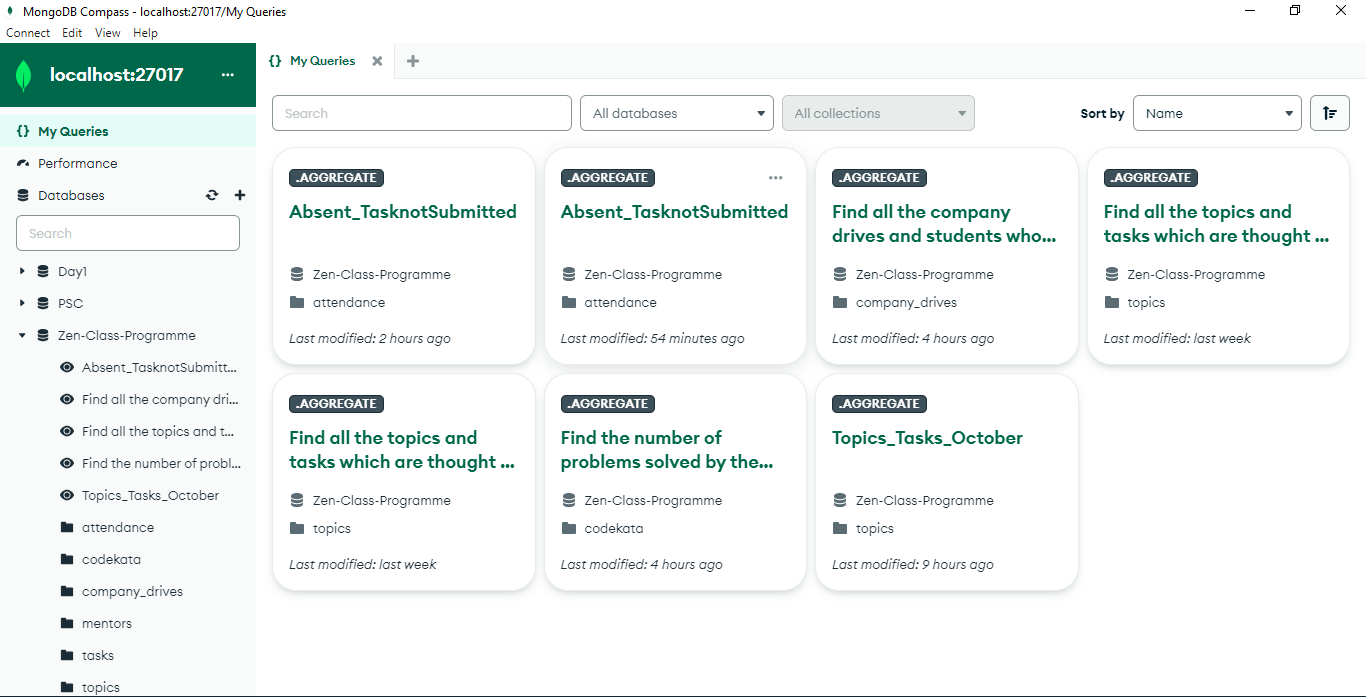 MongoDB Compass - localhost:27017/My Queries
Connect Edit View Help
localhost:27017
My Queries
Performance
Databases
Search
Day1
PSC
Zen-Class-Programme
Absent_TasknotSubmitt...
Find all the company dri...
Find all the topics and t...
Find the number of probl...
Topics_Tasks_October
attendance
codekata
company_drives
mentors
tasks
topics
{} My Queries
Search
All databases
All collections
Sort by
Name
.AGGREGATE
Absent_TasknotSubmitted
Zen-Class-Programme
attendance
Last modified: 2 hours ago
.AGGREGATE
Absent_TasknotSubmitted
Zen-Class-Programme
attendance
Last modified: 54 minutes ago
.AGGREGATE
Find all the company
drives and students who...
Zen-Class-Programme
company_drives
Last modified: 4 hours ago
.AGGREGATE
Find all the topics and
tasks which are thought ...
Zen-Class-Programme
topics
Last modified: last week
.AGGREGATE
Find all the topics and
tasks which are thought ...
Zen-Class-Programme
topics
Last modified: last week
.AGGREGATE
Find the number of
problems solved by the...
Zen-Class-Programme
codekata
Last modified: 4 hours ago
.AGGREGATE
Topics_Tasks_October
Zen-Class-Programme
topics
Last modified: 9 hours ago